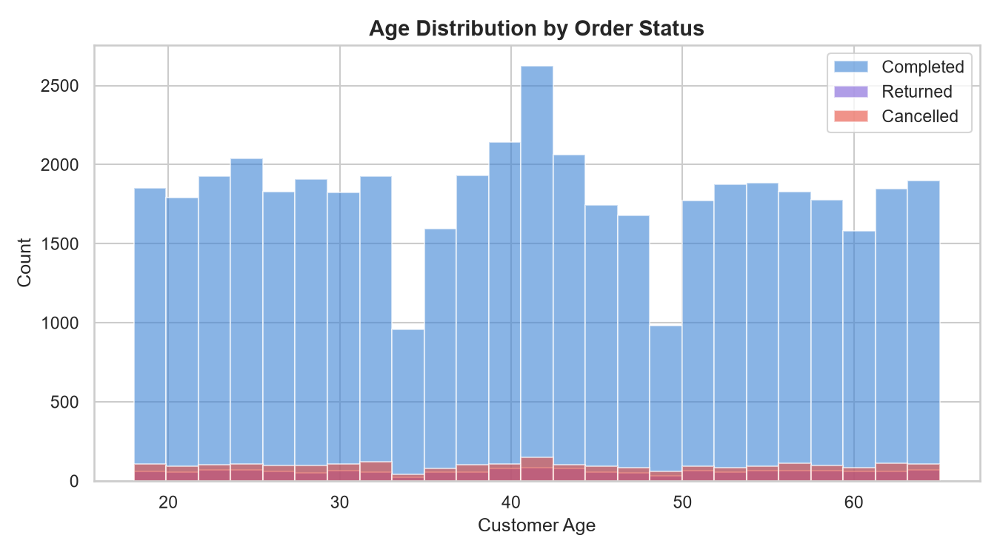 Age Distribution by Order Status
Completed
Returned
Cancelled
Count
2500
2000
1500
1000
500
0
20 30 40 50 60
Customer Age